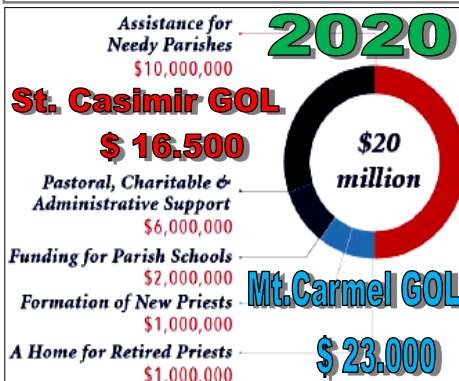 Assistance for
Needy Parishes
$10,000,000
2020
St. Casimir GOL
$ 16.500
$20
million
Pastoral, Charitable &
Administrative Support
$6,000,000
Funding for Parish Schools
$2,000,000
Mt.Carmel GOL
Formation of New Priests
$1,000,000
A Home for Retired Priests
$ 23.000
$1,000,000